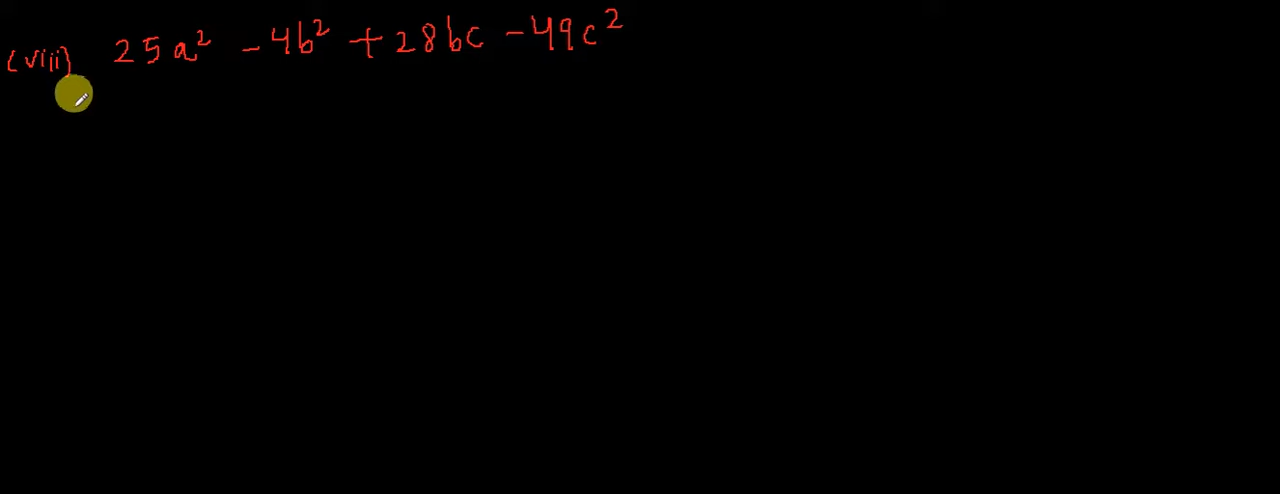 (viii) 25a² - 4b² + 28bc - 49c²